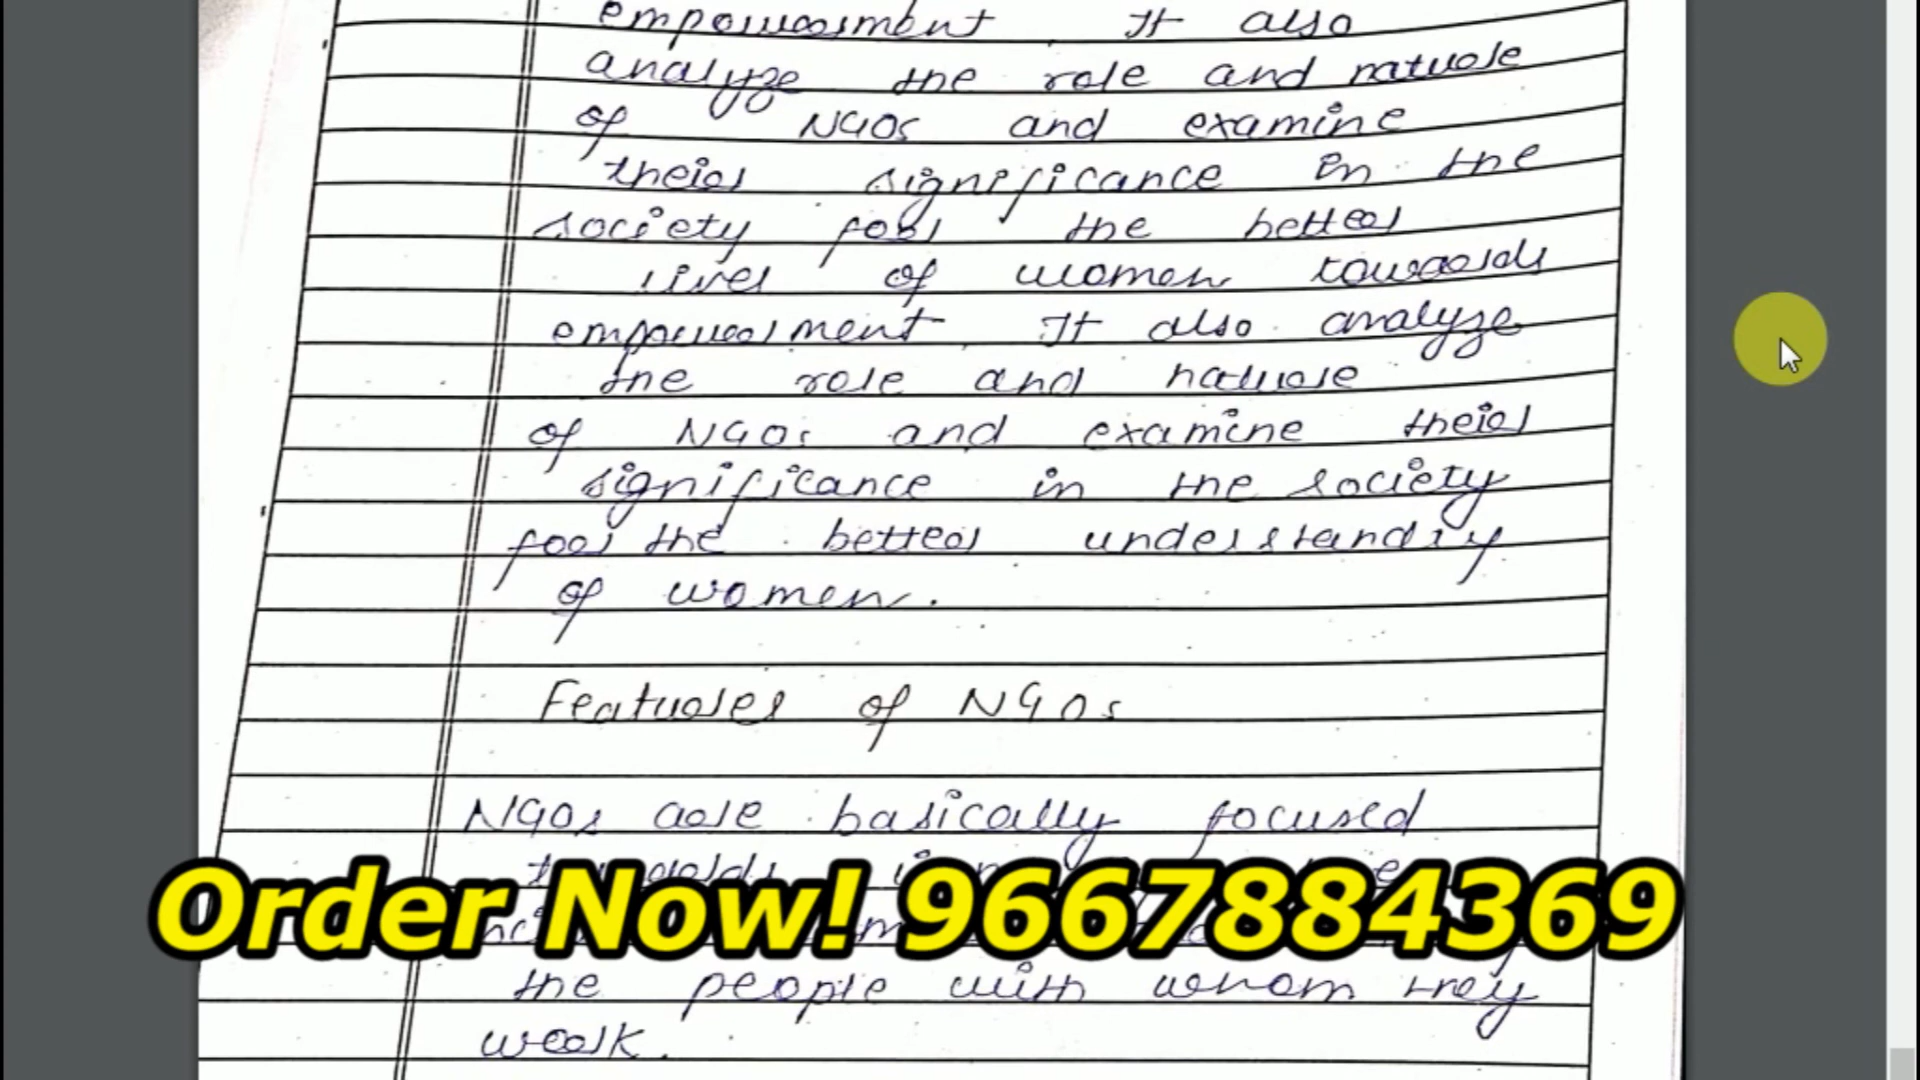 empowerment. It also
analyze the role and nature
of NGOs and examine
their significance in the
society for the better
lives of women towards
empowerment. It also analyze
the role and nature
of NGOs and examine their
significance in the society
for the better understandig
of women.
Features of NGOs
NGOs are basically focused
Order Now! 9667884369
the people with whom they
work.